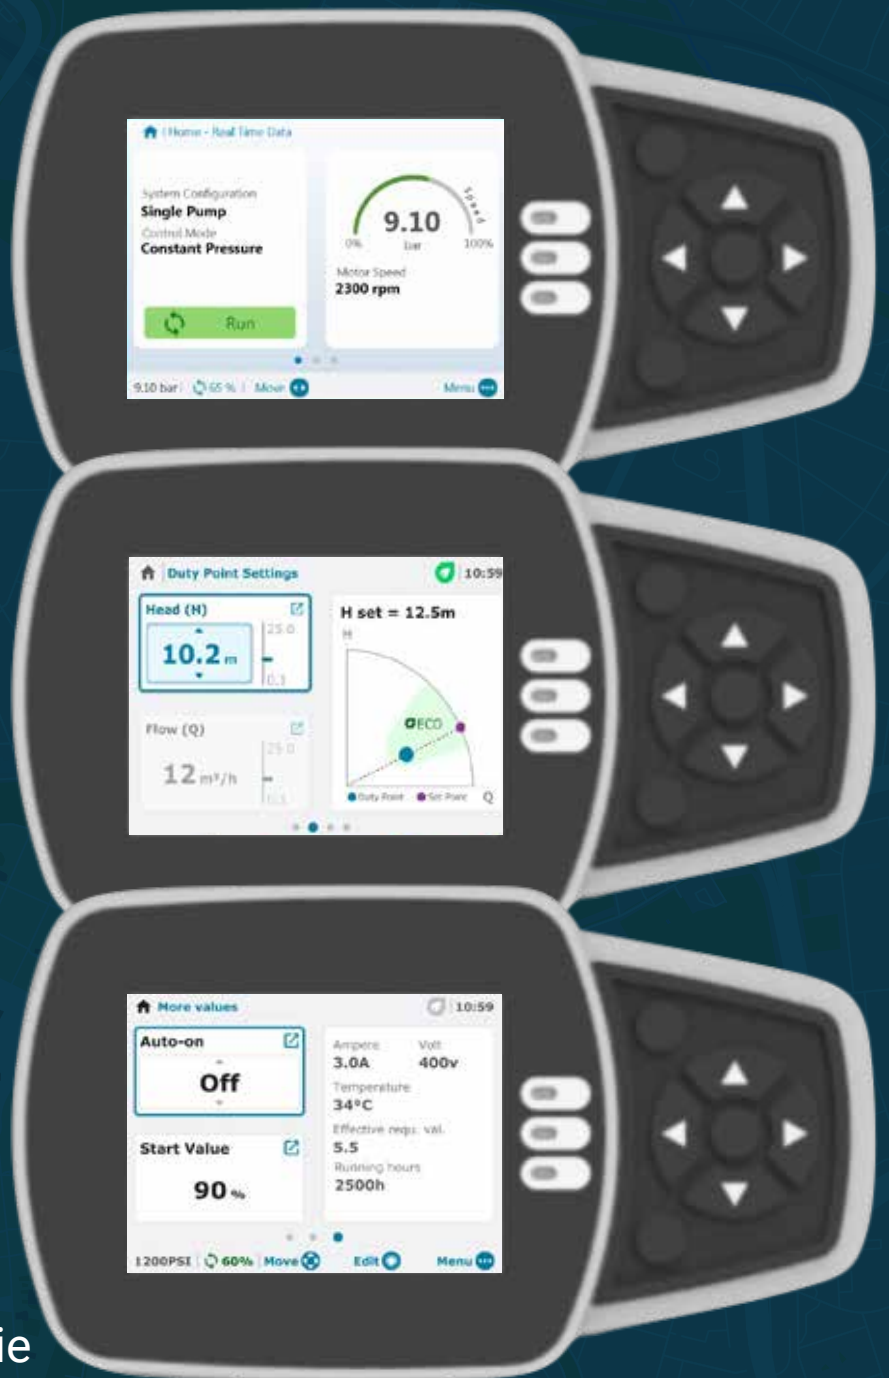 Home - Real Time Data
System Configuration
Single Pump
Control Mode
Constant Pressure
Run
Speed
9.10
bar
0% 100%
Motor Speed
2300 rpm
9.10 bar 65 % Move Menu
Duty Point Settings 10:59
Head (H)
25.0
10.2 m
0.1
Flow (Q)
25.0
12 m³/h
0.1
H set = 12.5m
H
ECO
Duty Point Set Point Q
More values 10:59
Auto-on
Off
Start Value
90 %
Ampere Volt
3.0A 400v
Temperature
34°C
Effective requ. val.
5.5
Running hours
2500h
1200PSI 60% Move Edit Menu
ie